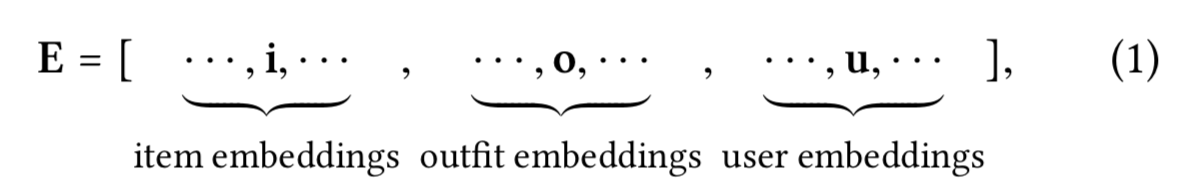 E = [ ···, i, ··· , ···, o, ··· , ···, u, ··· ], (1)
item embeddings outfit embeddings user embeddings